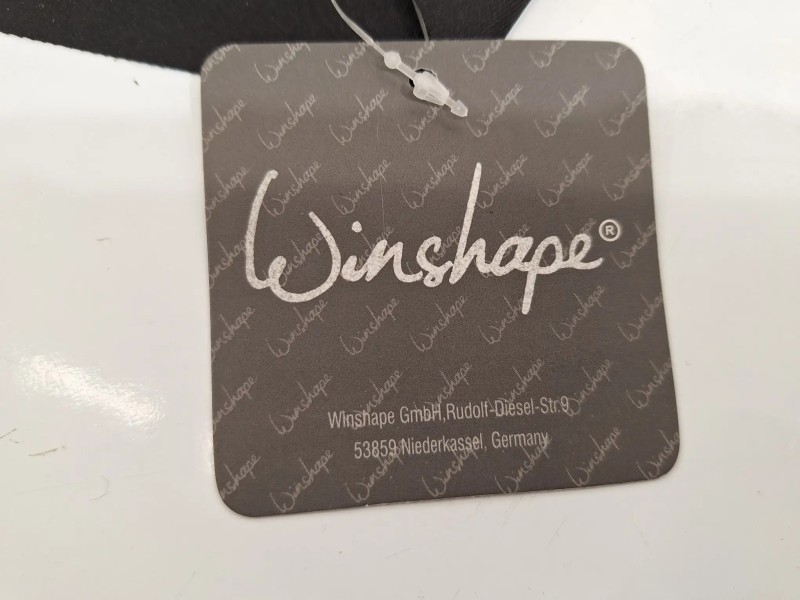 Winshape®
Winshape GmbH,Rudolf-Diesel-Str.9,
53859,Niederkassel, Germany